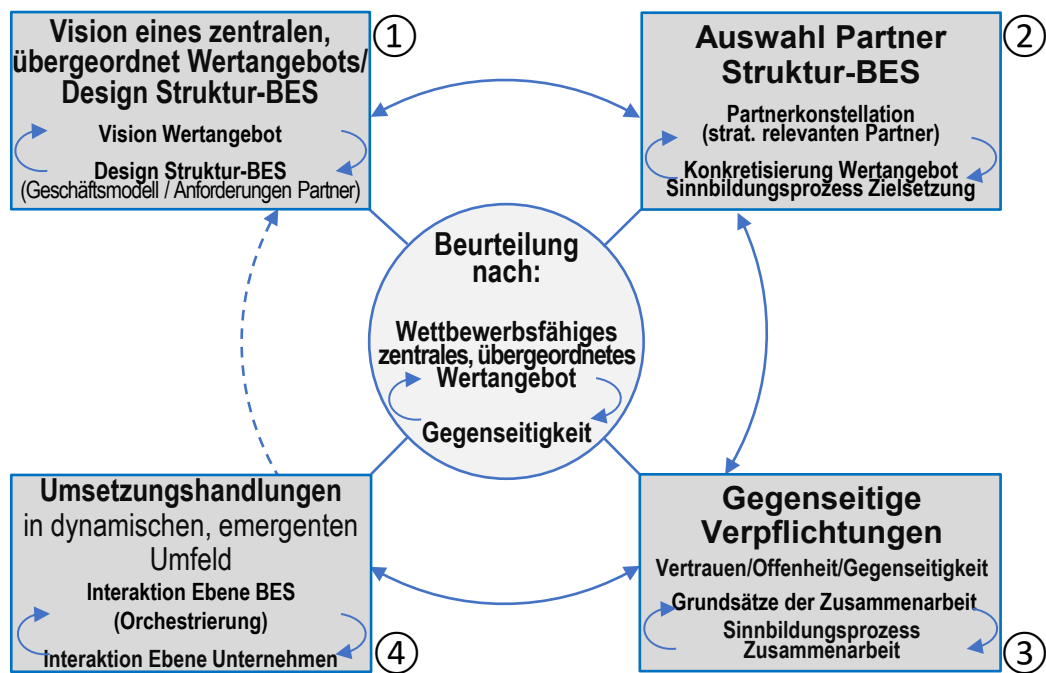 Vision eines zentralen,
übergeordnet Wertangebots/
Design Struktur-BES
Vision Wertangebot
Design Struktur-BES
(Geschäftsmodell / Anforderungen Partner)
1
Auswahl Partner
Struktur-BES
Partnerkonstellation
(strat. relevanten Partner)
Konkretisierung Wertangebot
Sinnbildungsprozess Zielsetzung
2
Beurteilung
nach:
Wettbewerbsfähiges
zentrales, übergeordnetes
Wertangebot
Gegenseitigkeit
Gegenseitige
Verpflichtungen
Vertrauen/Offenheit/Gegenseitigkeit
Grundsätze der Zusammenarbeit
Sinnbildungsprozess
Zusammenarbeit
3
Umsetzungshandlungen
in dynamischen, emergenten
Umfeld
Interaktion Ebene BES
(Orchestrierung)
Interaktion Ebene Unternehmen
4